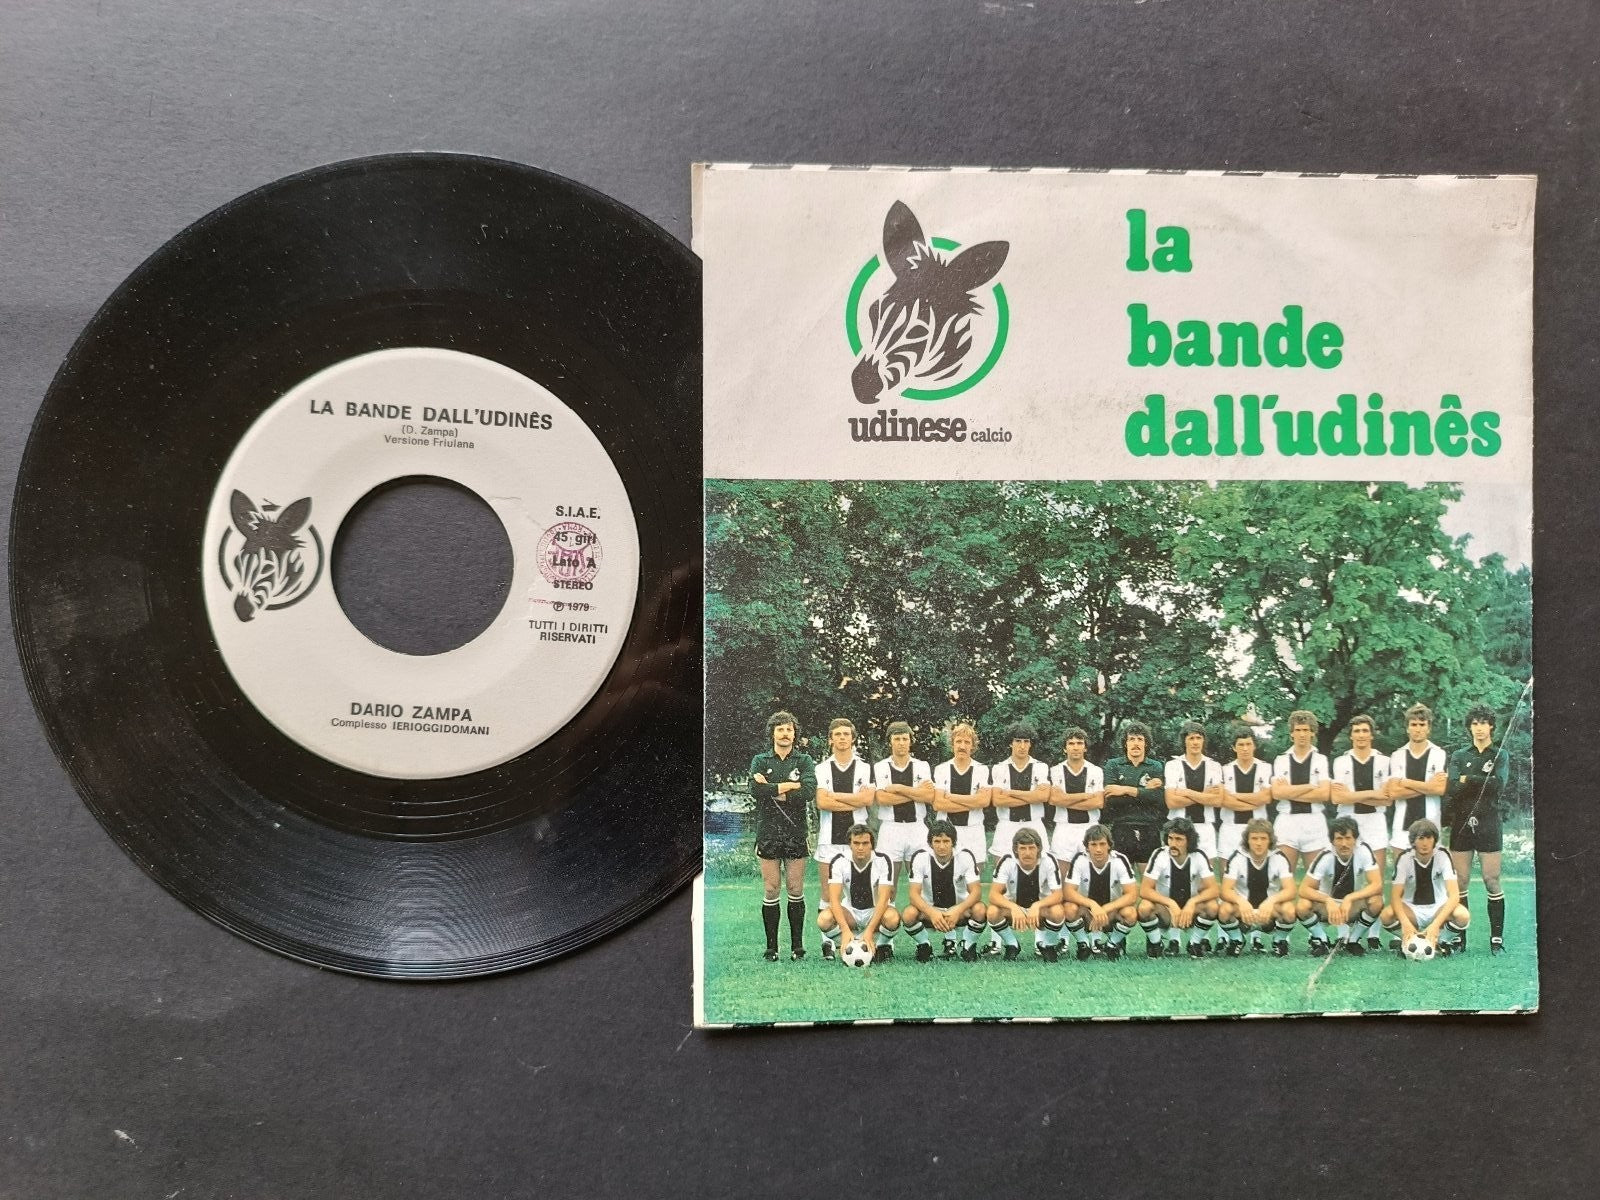 LA BANDE DALL'UDINÊS
(D. Zampa)
Versione Friulana
S.I.A.E.
45 giri
Lato A
STEREO
℗ 1979
TUTTI I DIRITTI
RISERVATI
DARIO ZAMPA
Complesso IERIOGGIDOMANI
udinese calcio
la
bande
dall'udinês